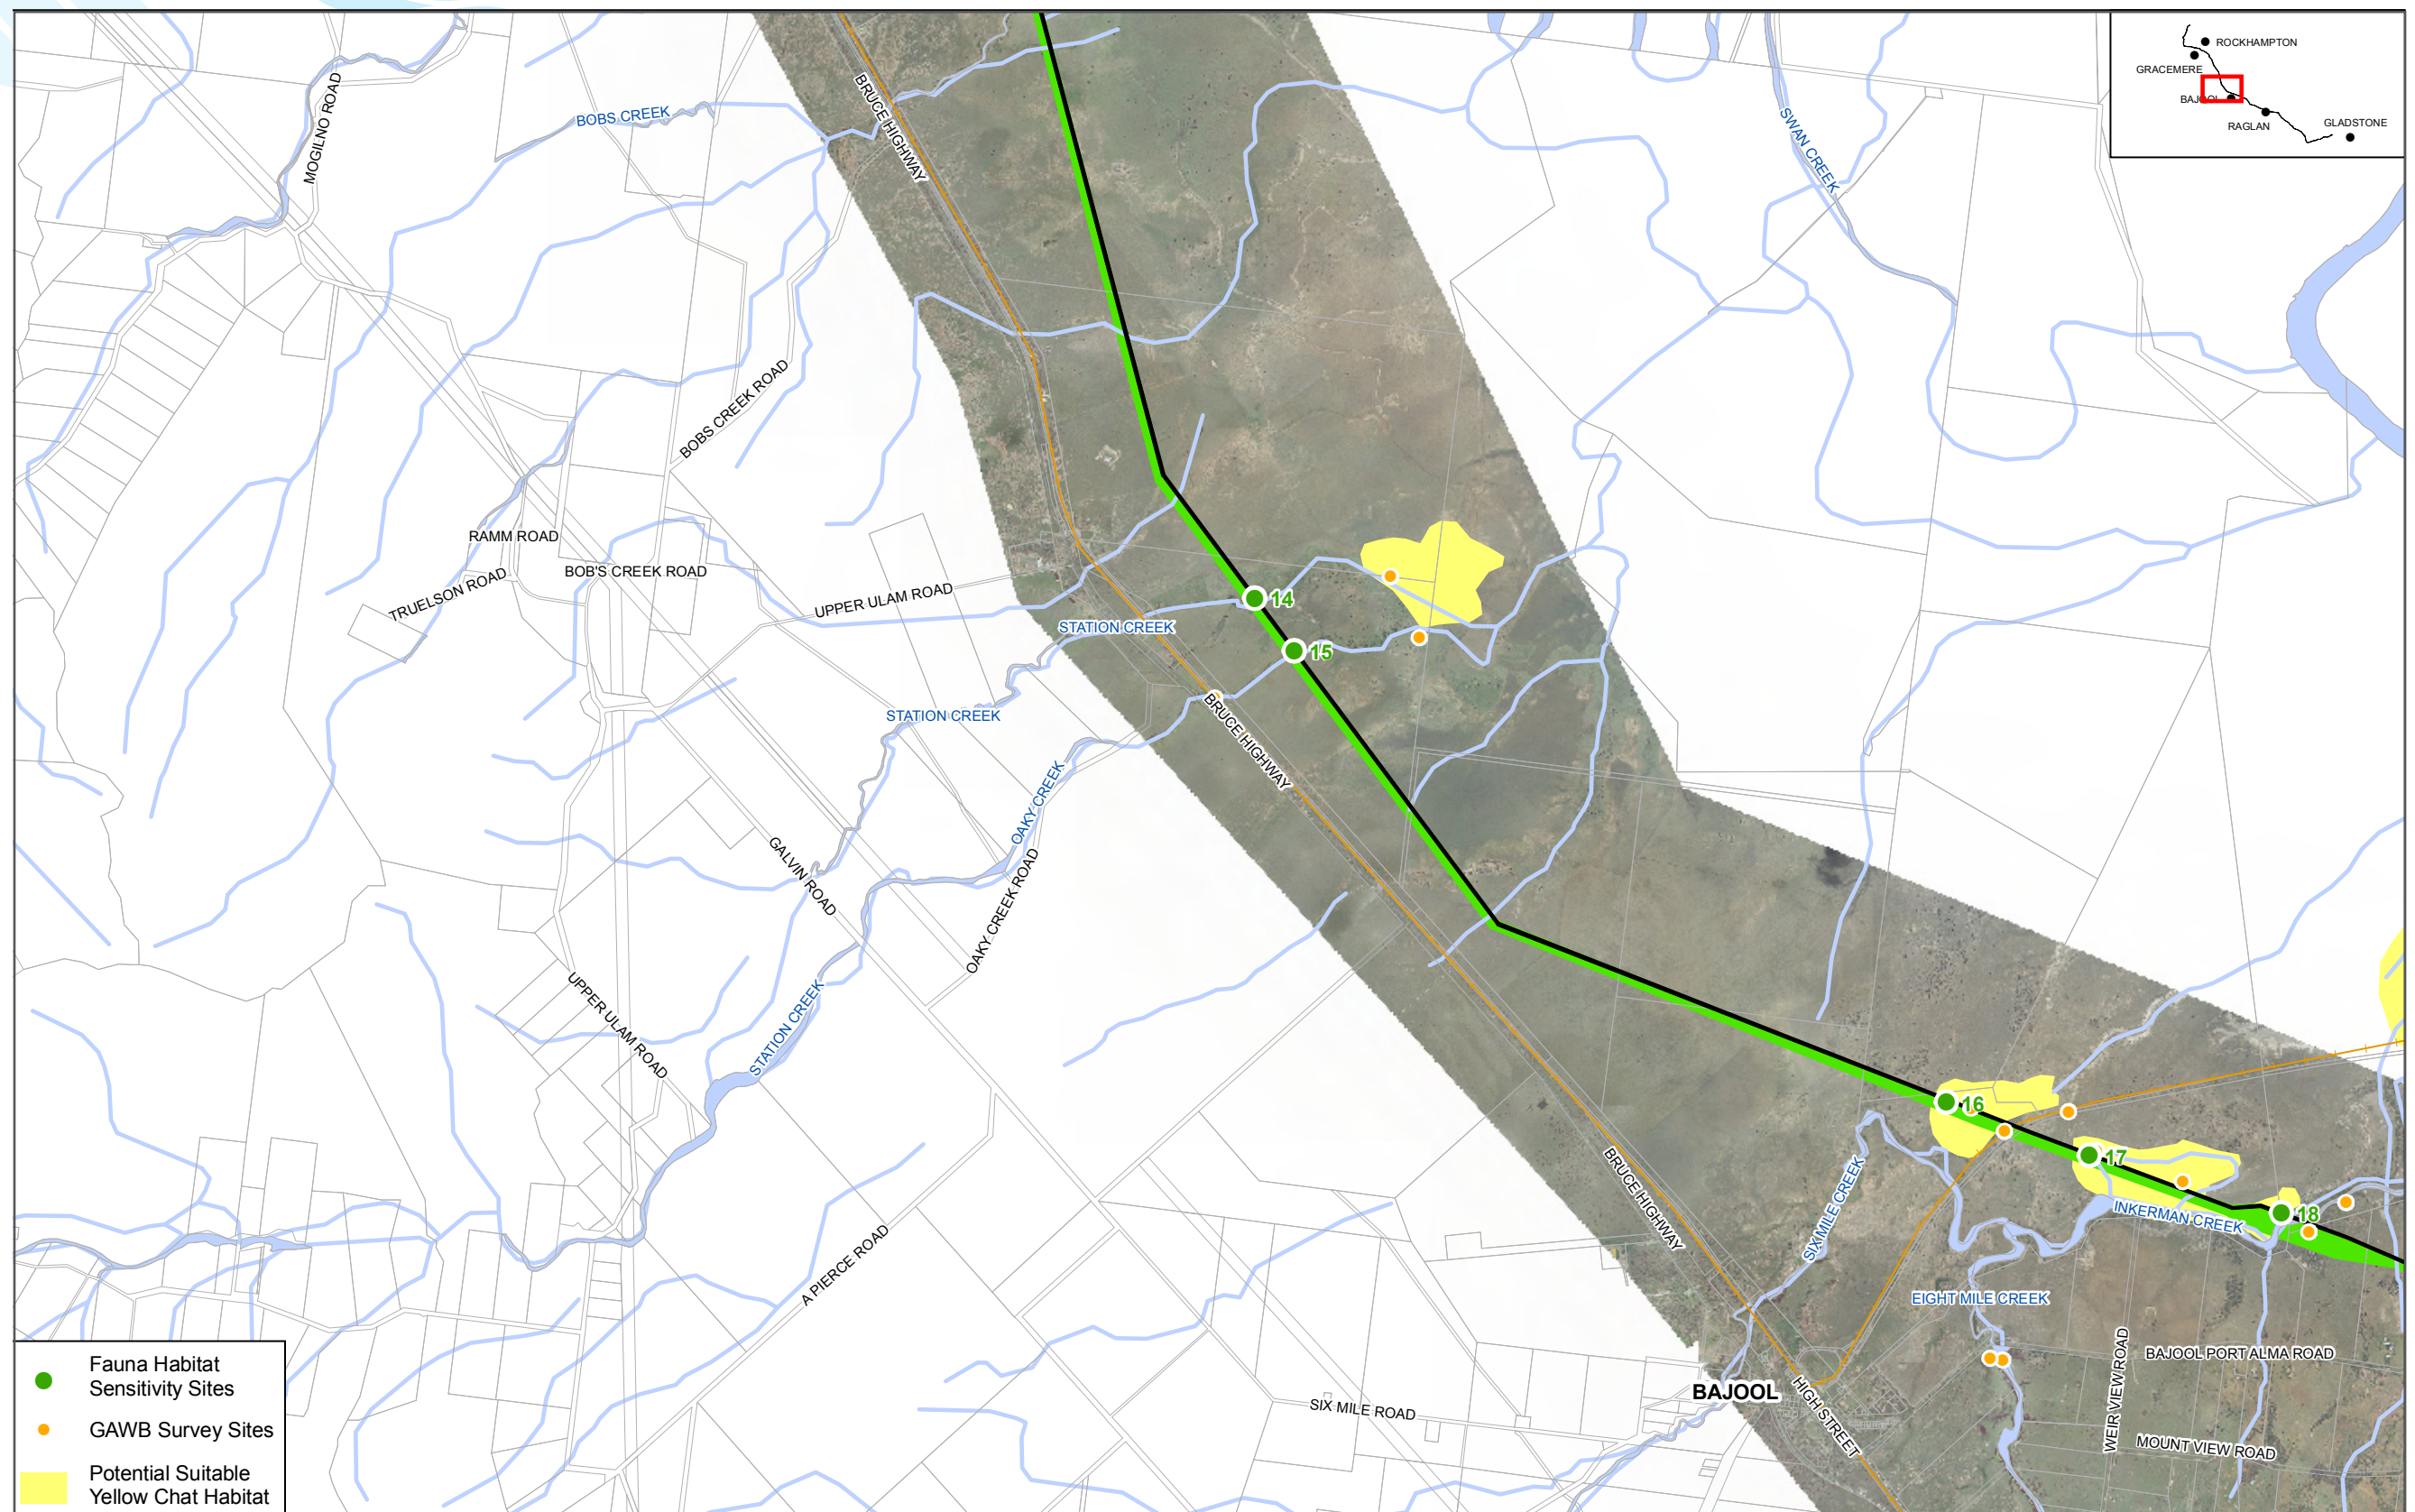 ROCKHAMPTON
GRACEMERE
BAJOOL
RAGLAN
GLADSTONE
MOGILNO ROAD
BOBS CREEK
BRUCE HIGHWAY
SWAN CREEK
BOBS CREEK ROAD
RAMM ROAD
BOB'S CREEK ROAD
TRUELSON ROAD
UPPER ULAM ROAD
STATION CREEK
14
15
STATION CREEK
BRUCE HIGHWAY
OAKY CREEK
GALVIN ROAD
OAKY CREEK ROAD
UPPER ULAM ROAD
STATION CREEK
16
17
18
INKERMAN CREEK
BRUCE HIGHWAY
SIX MILE CREEK
A PIERCE ROAD
EIGHT MILE CREEK
WEIR VIEW ROAD
BAJOOL PORT ALMA ROAD
BAJOOL
HIGH STREET
SIX MILE ROAD
MOUNT VIEW ROAD
Fauna Habitat
Sensitivity Sites
GAWB Survey Sites
Potential Suitable
Yellow Chat Habitat